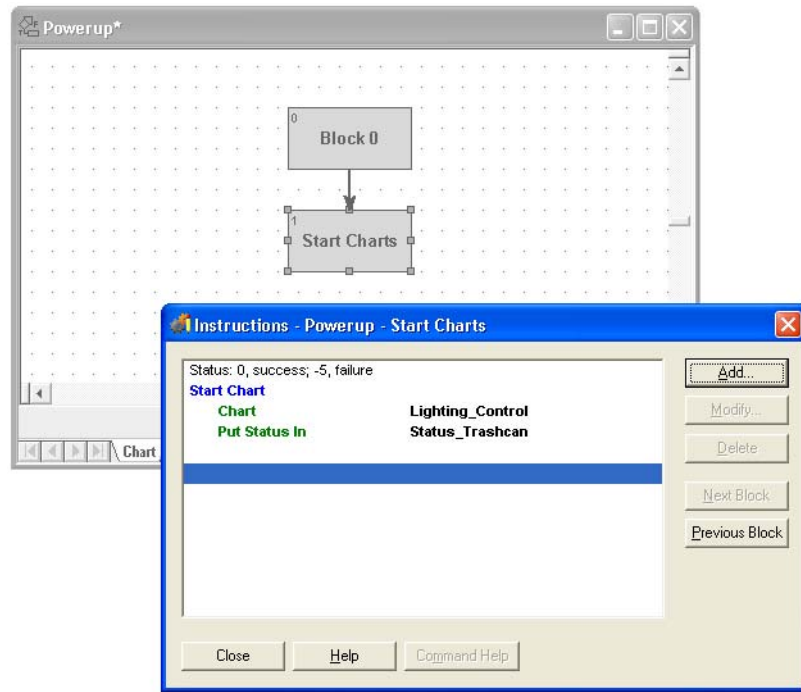 Powerup*
0
Block 0
1
Start Charts
Instructions - Powerup - Start Charts
Status: 0, success; -5, failure
Start Chart
Chart Lighting_Control
Put Status In Status_Trashcan
Add...
Modify...
Delete
Next Block
Previous Block
Chart
Close
Help
Command Help